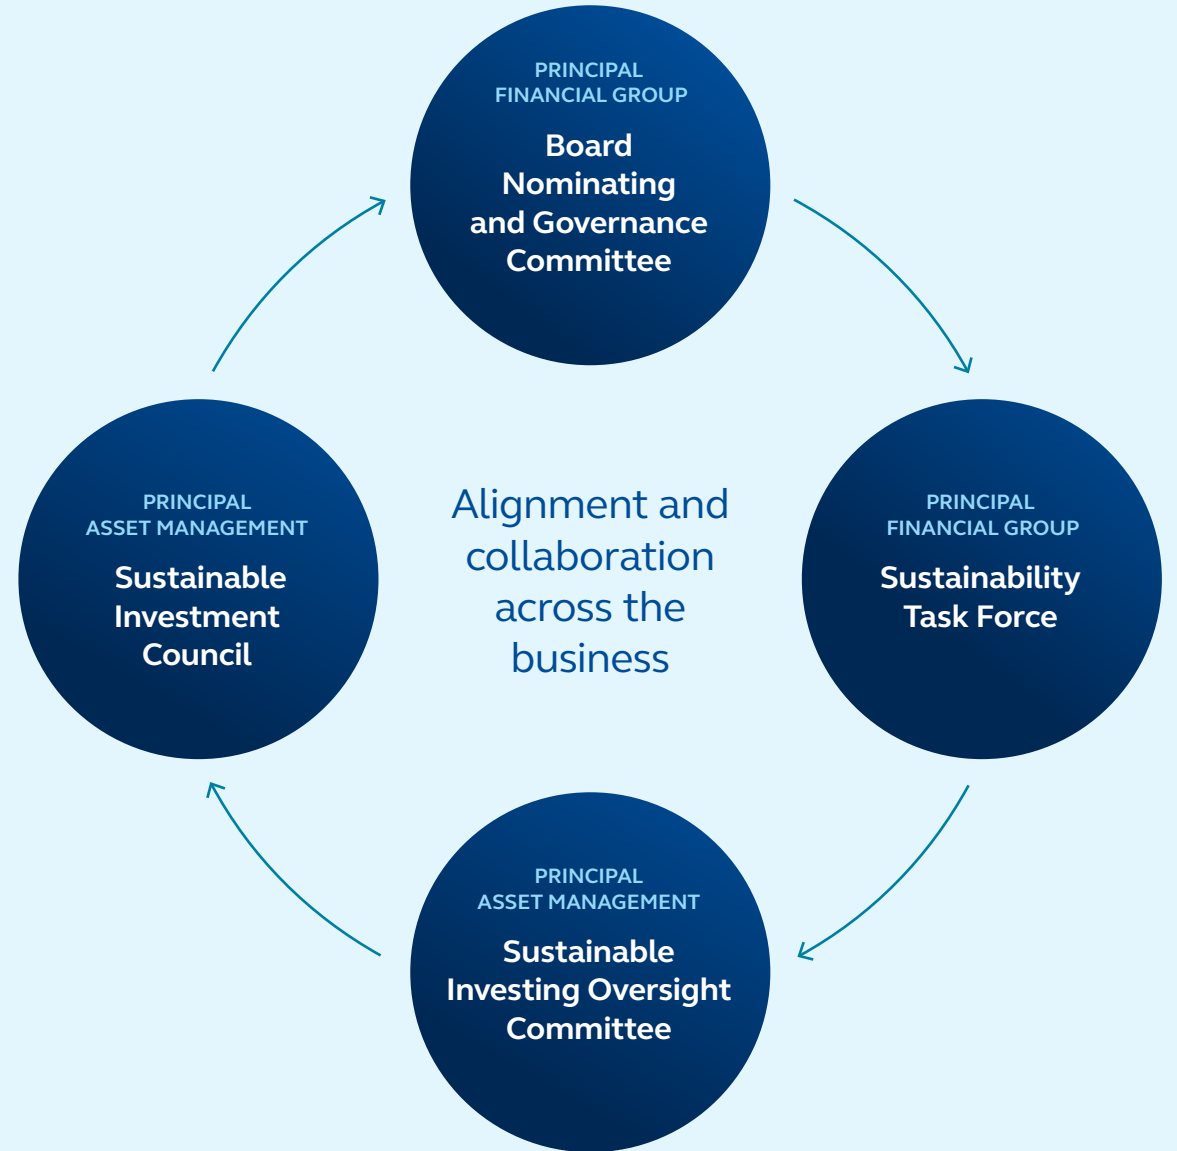 PRINCIPAL
FINANCIAL GROUP
Board
Nominating
and Governance
Committee
PRINCIPAL
ASSET MANAGEMENT
Sustainable
Investment
Council
Alignment and
collaboration
across the
business
PRINCIPAL
FINANCIAL GROUP
Sustainability
Task Force
PRINCIPAL
ASSET MANAGEMENT
Sustainable
Investing Oversight
Committee